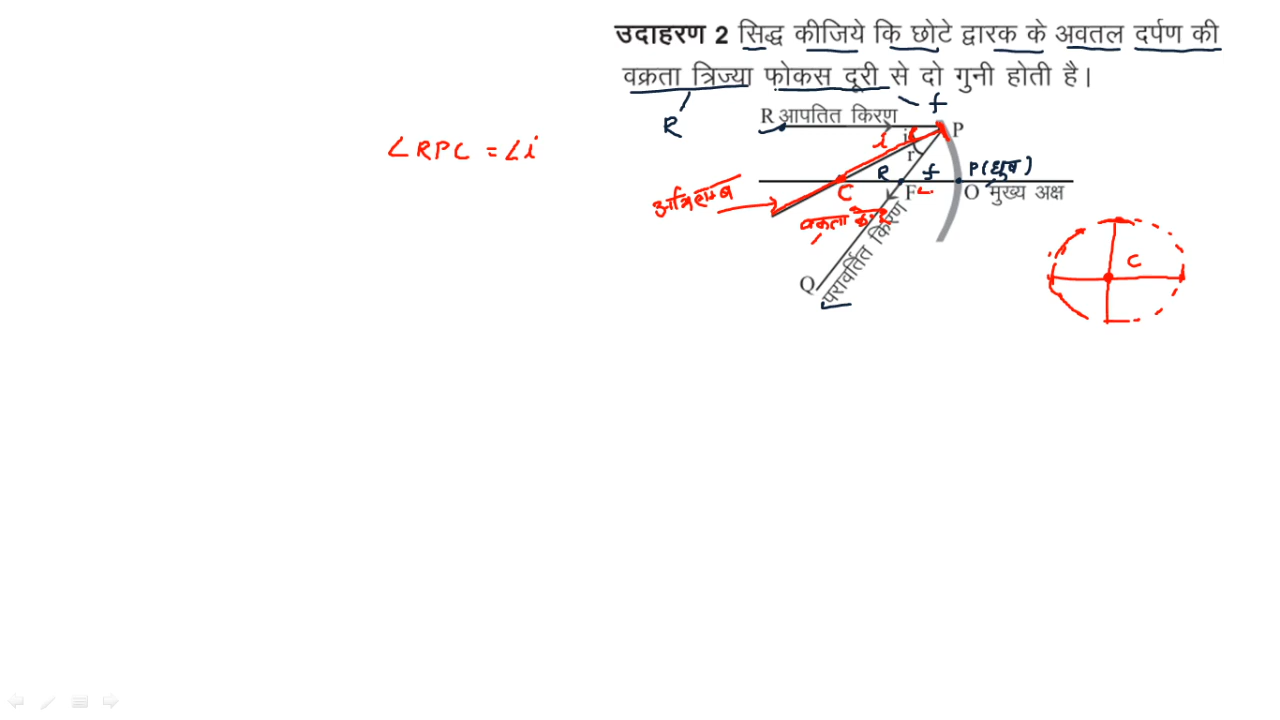 उदाहरण 2 सिद्ध कीजिये कि छोटे द्वारक के अवतल दर्पण की
वक्रता त्रिज्या फोकस दूरी से दो गुनी होती है।
R
f
R आपतित किरण
P
∠RPC = ∠i
i
i
r
R
f
P(ध्रुव)
C
F
O मुख्य अक्ष
अभिलम्ब
वक्रता केन्द्र
Q
परावर्तित किरण
C